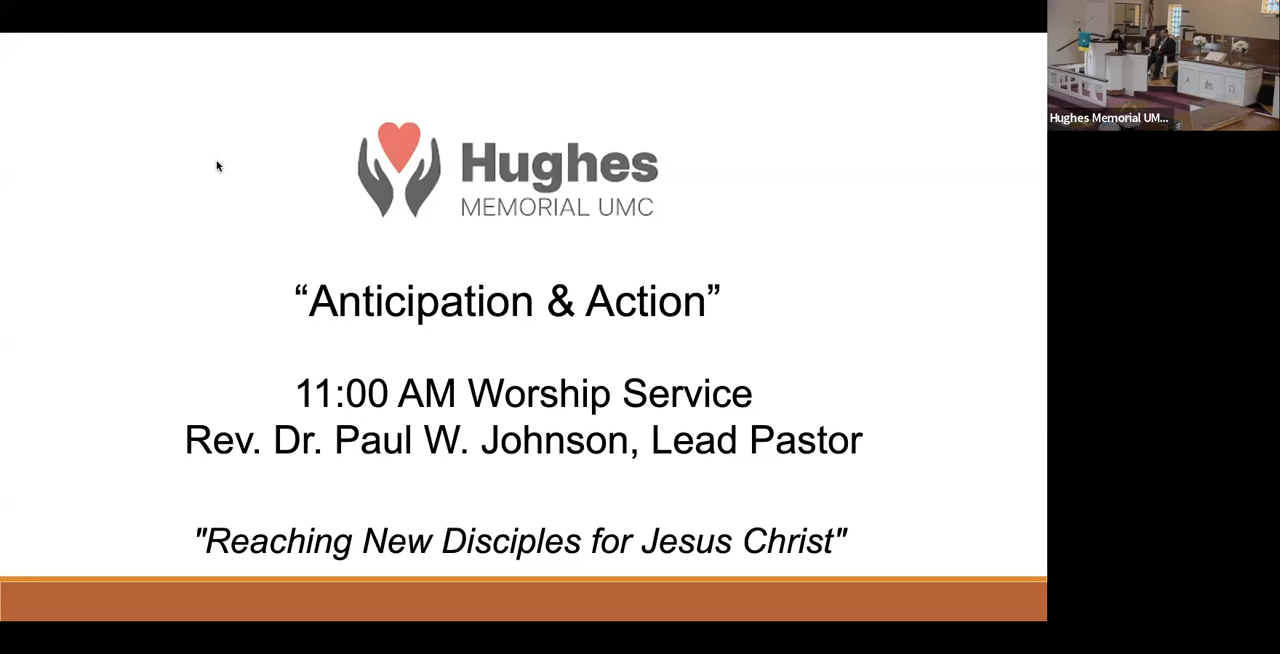 Hughes
MEMORIAL UMC
“Anticipation & Action”
11:00 AM Worship Service
Rev. Dr. Paul W. Johnson, Lead Pastor
"Reaching New Disciples for Jesus Christ"
Hughes Memorial UM...